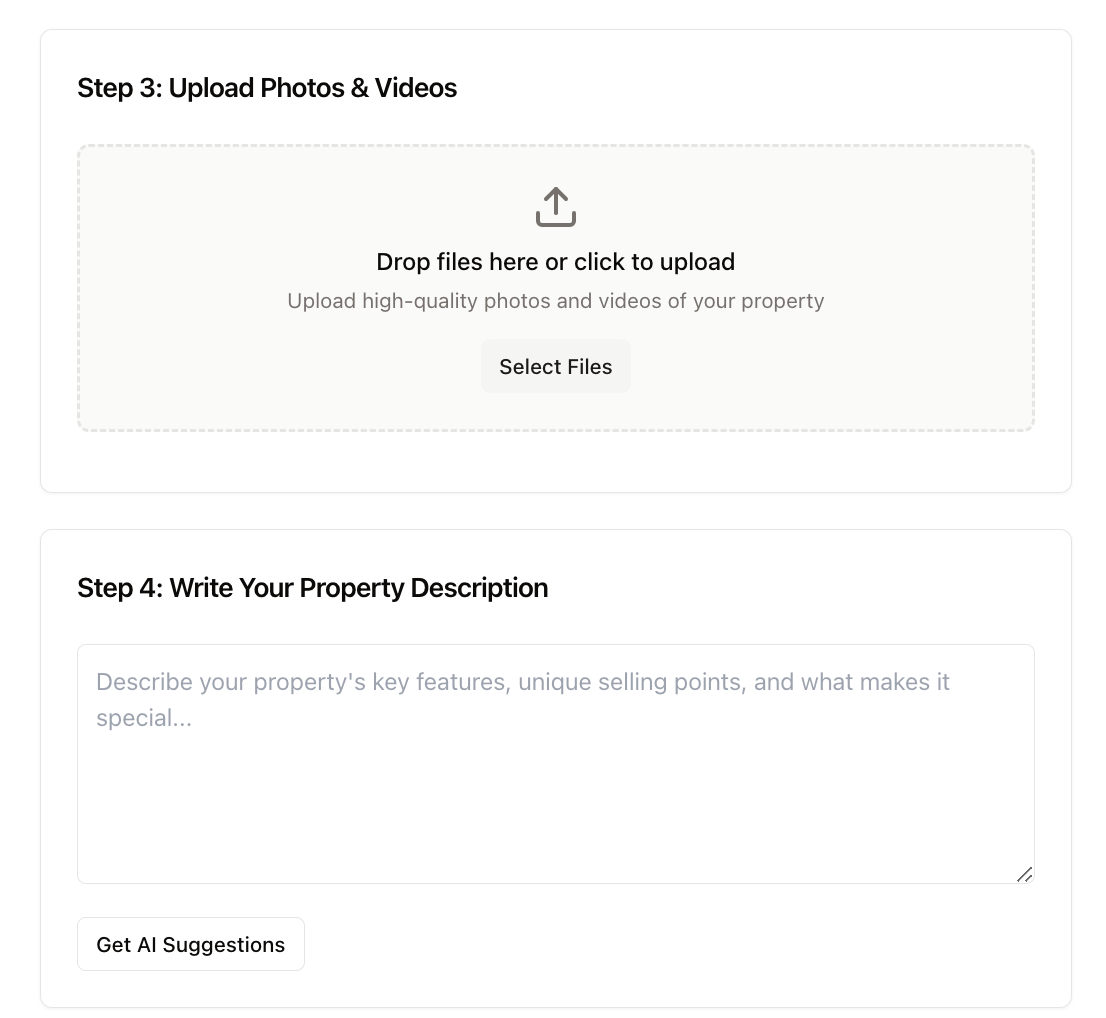 Step 3: Upload Photos & Videos
Drop files here or click to upload
Upload high-quality photos and videos of your property
Select Files
Step 4: Write Your Property Description
Describe your property's key features, unique selling points, and what makes it
special...
Get AI Suggestions